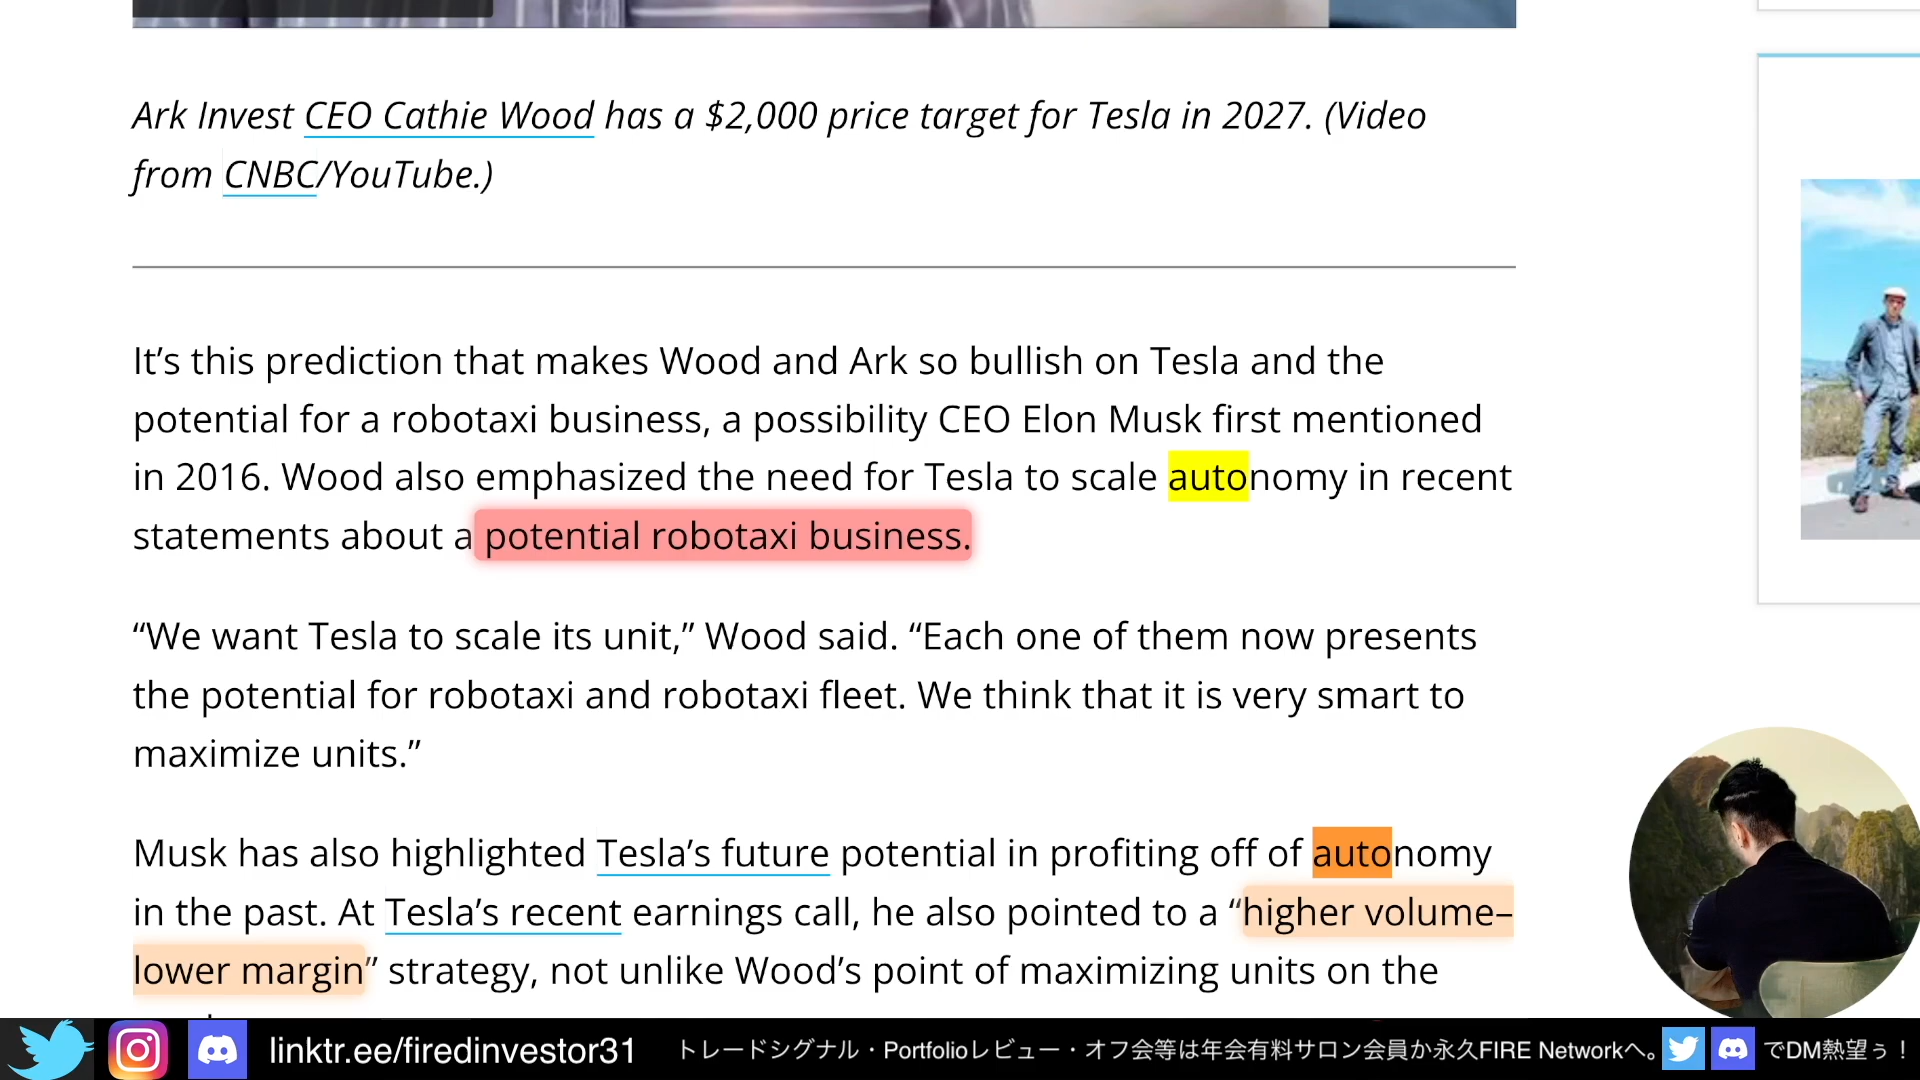 Ark Invest CEO Cathie Wood has a $2,000 price target for Tesla in 2027. (Video
from CNBC/YouTube.)
It’s this prediction that makes Wood and Ark so bullish on Tesla and the
potential for a robotaxi business, a possibility CEO Elon Musk first mentioned
in 2016. Wood also emphasized the need for Tesla to scale autonomy in recent
statements about a potential robotaxi business.
“We want Tesla to scale its unit,” Wood said. “Each one of them now presents
the potential for robotaxi and robotaxi fleet. We think that it is very smart to
maximize units.”
Musk has also highlighted Tesla’s future potential in profiting off of autonomy
in the past. At Tesla’s recent earnings call, he also pointed to a “higher volume–
lower margin” strategy, not unlike Wood’s point of maximizing units on the
linktr.ee/firedinvestor31 トレードシグナル・Portfolioレビュー・オフ会等は年会有料サロン会員か永久FIRE Networkへ。 でDM熱望ぅ！